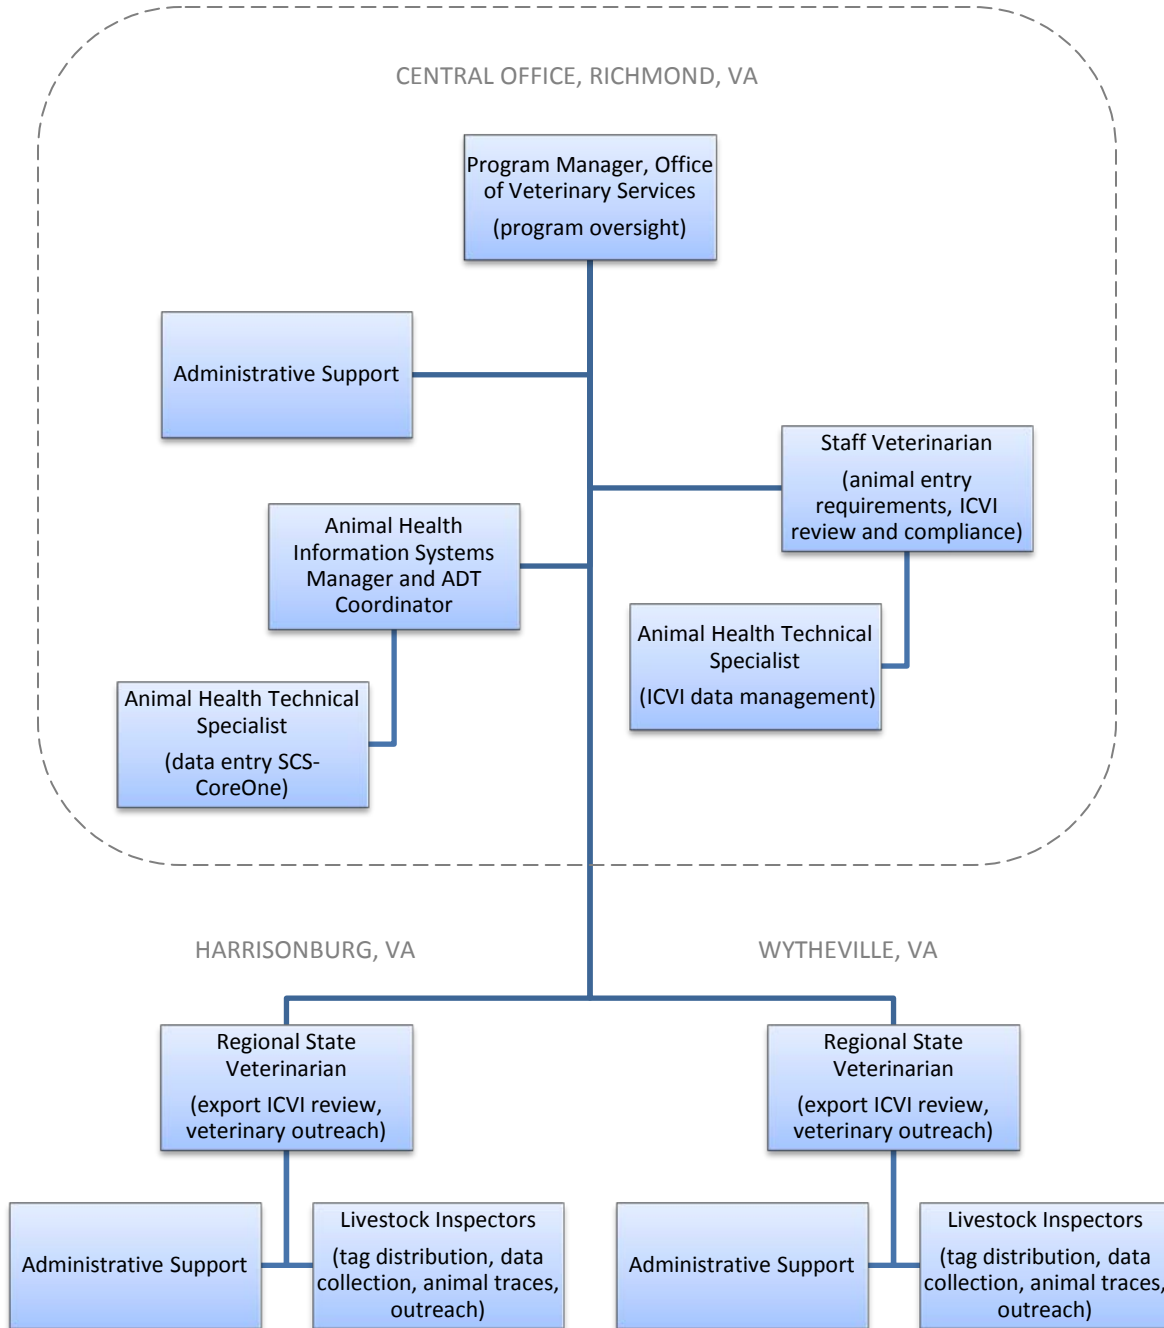 CENTRAL OFFICE, RICHMOND, VA
Program Manager, Office
of Veterinary Services
(program oversight)
Administrative Support
Staff Veterinarian
(animal entry
requirements, ICVI
review and compliance)
Animal Health
Information Systems
Manager and ADT
Coordinator
Animal Health Technical
Specialist
(ICVI data management)
Animal Health Technical
Specialist
(data entry SCS-
CoreOne)
HARRISONBURG, VA
WYTHEVILLE, VA
Regional State
Veterinarian
(export ICVI review,
veterinary outreach)
Regional State
Veterinarian
(export ICVI review,
veterinary outreach)
Administrative Support
Livestock Inspectors
(tag distribution, data
collection, animal traces,
outreach)
Administrative Support
Livestock Inspectors
(tag distribution, data
collection, animal traces,
outreach)